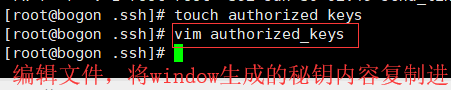 [root@bogon .ssh]# touch authorized_keys
[root@bogon .ssh]# vim authorized_keys
[root@bogon .ssh]#
编辑文件，将window生成的秘钥内容复制进